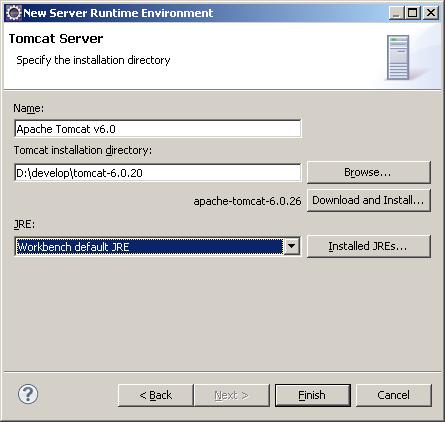 New Server Runtime Environment
Tomcat Server
Specify the installation directory
Name:
Apache Tomcat v6.0
Tomcat installation directory:
D:\develop\tomcat-6.0.20
Browse...
apache-tomcat-6.0.26
Download and Install...
JRE:
Workbench default JRE
Installed JREs...
?
< Back
Next >
Finish
Cancel